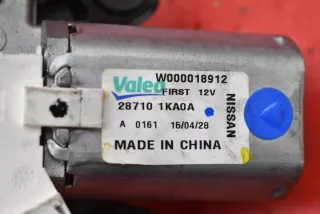 Valeo
W000018912
FIRST 12V
28710 1KA0A
A 0161 15/04/28
MADE IN CHINA
NISSAN